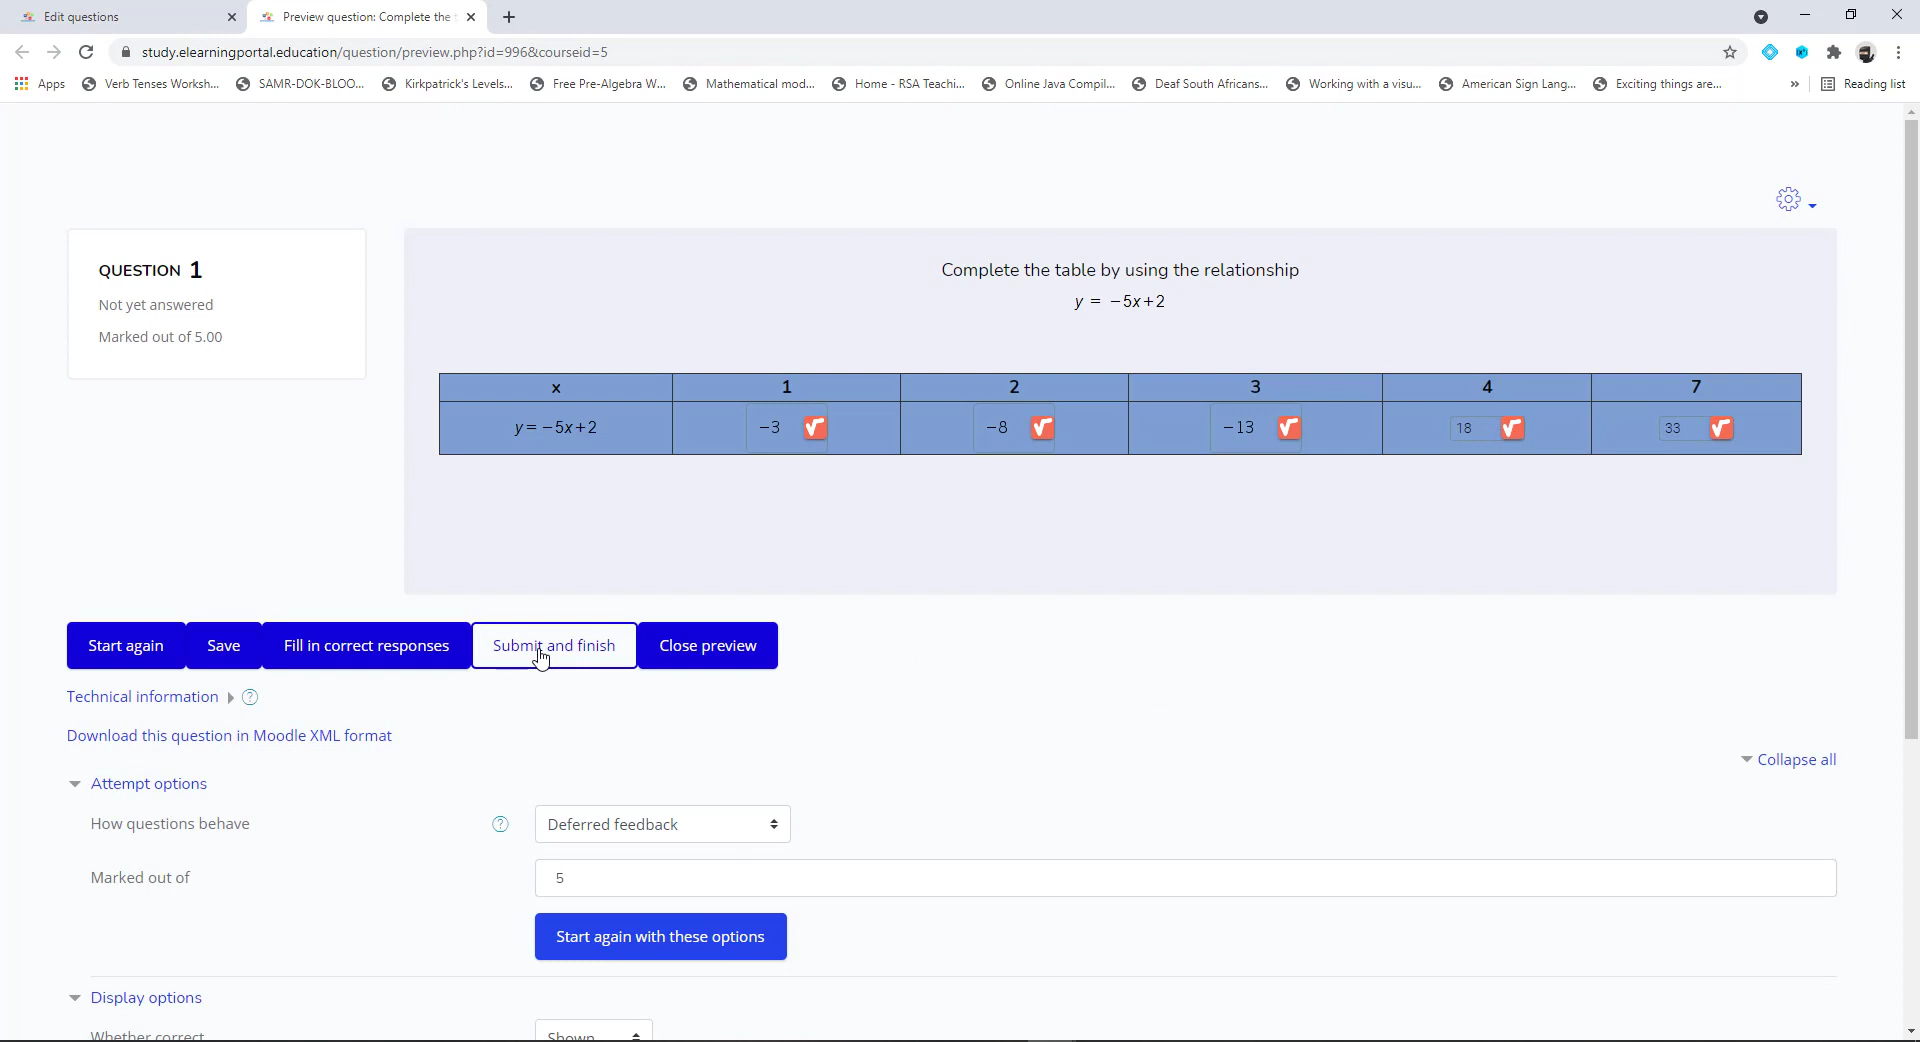 Edit questions
Preview question: Complete the t
study.elearningportal.education/question/preview.php?id=996&courseid=5
Apps
Verb Tenses Worksh...
SAMR-DOK-BLOO...
Kirkpatrick's Levels...
Free Pre-Algebra W...
Mathematical mod...
Home - RSA Teachi...
Online Java Compil...
Deaf South Africans...
Working with a visu...
American Sign Lang...
Exciting things are...
»
Reading list
QUESTION 1
Not yet answered
Marked out of 5.00
Complete the table by using the relationship
y = −5x+2
x 1 2 3 4 7
y=−5x+2 −3 −8 −13 18 33
Start again
Save
Fill in correct responses
Submit and finish
Close preview
Technical information
Download this question in Moodle XML format
Collapse all
Attempt options
How questions behave
Deferred feedback
Marked out of
5
Start again with these options
Display options
Whether correct
Shown